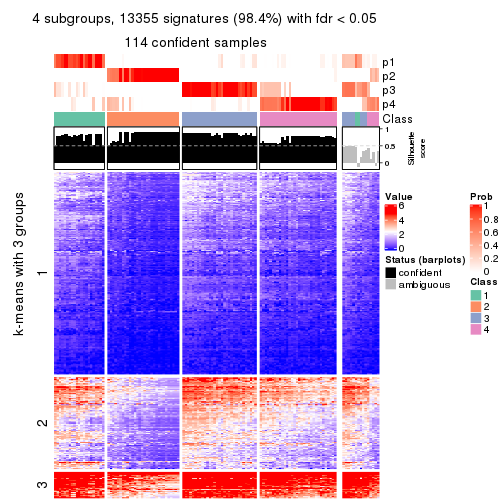 4 subgroups, 13355 signatures (98.4%) with fdr < 0.05
114 confident samples
p1
p2
p3
p4
Class
1
0.5
0
Silhouette
score
k-means with 3 groups
1
2
3
Value
6
4
2
0
Status (barplots)
confident
ambiguous
Prob
1
0.8
0.6
0.4
0.2
0
Class
1
2
3
4